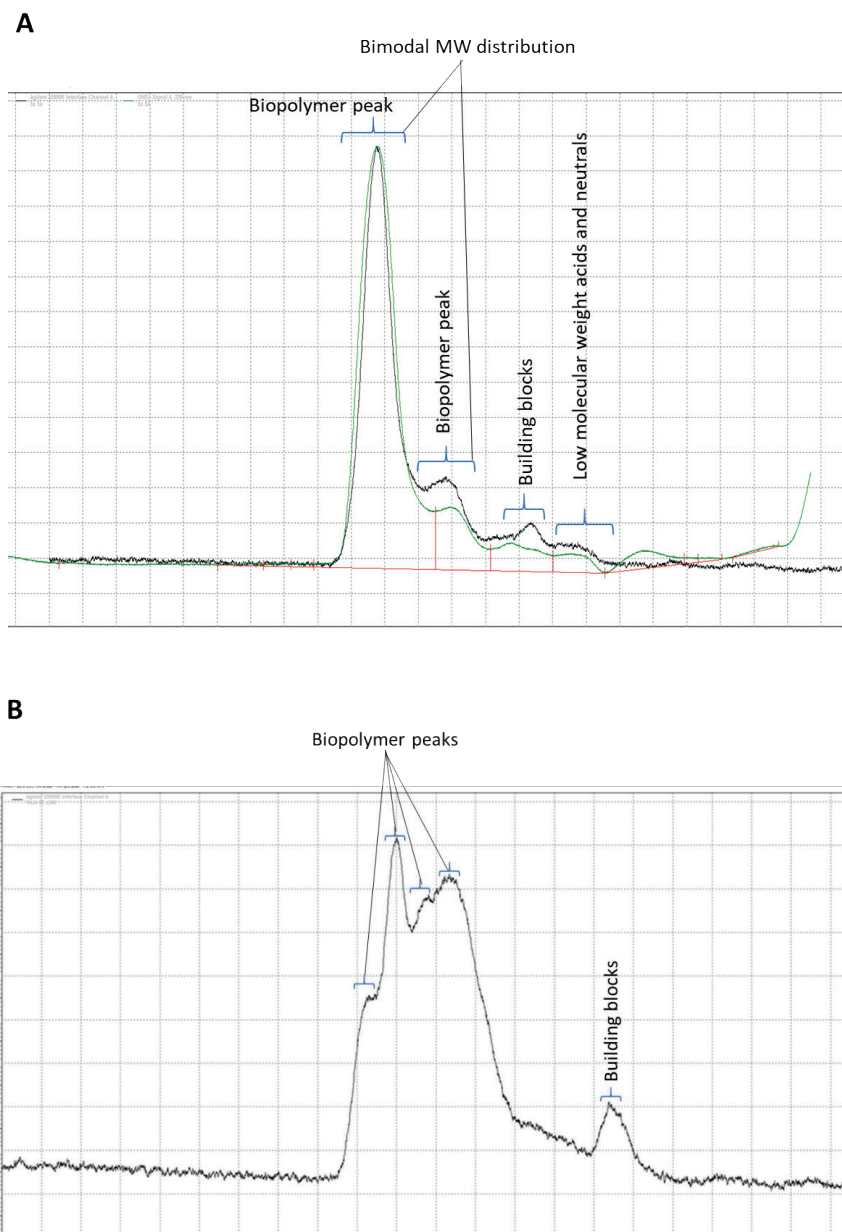 A
Bimodal MW distribution
Biopolymer peak
Biopolymer peak
Building blocks
Low molecular weight acids and neutrals
B
Biopolymer peaks
Building blocks